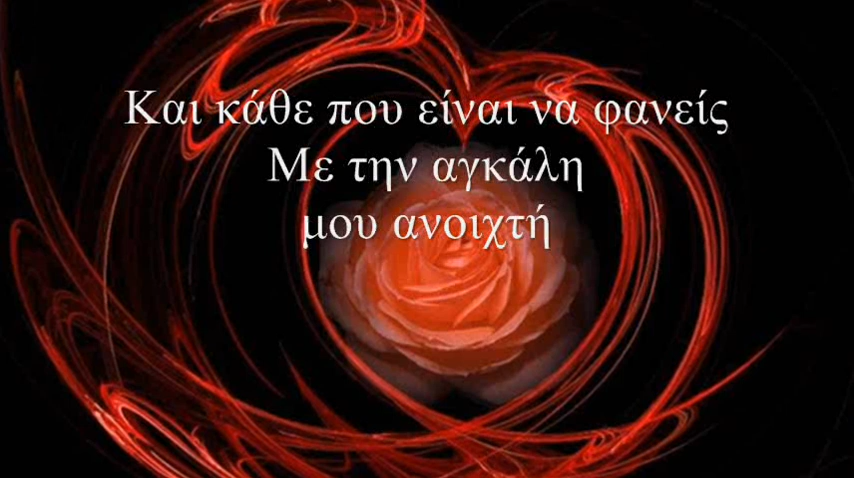 Και κάθε που είναι να φανείς
Με την αγκάλη
μου ανοιχτή